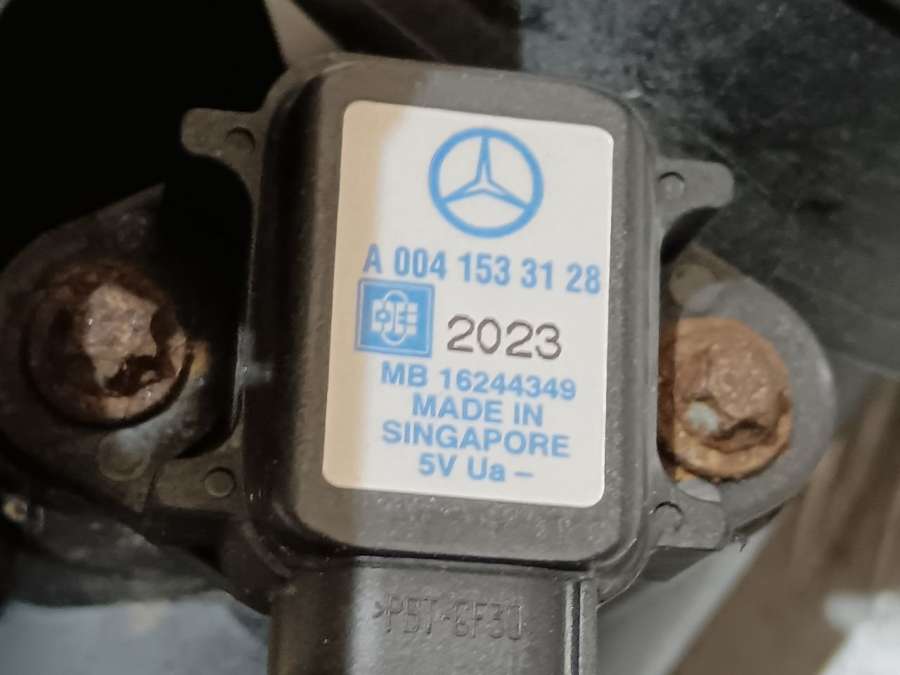 A 004 153 31 28
2023
MB 16244349
MADE IN
SINGAPORE
5V Ua -
>PBT-GF30